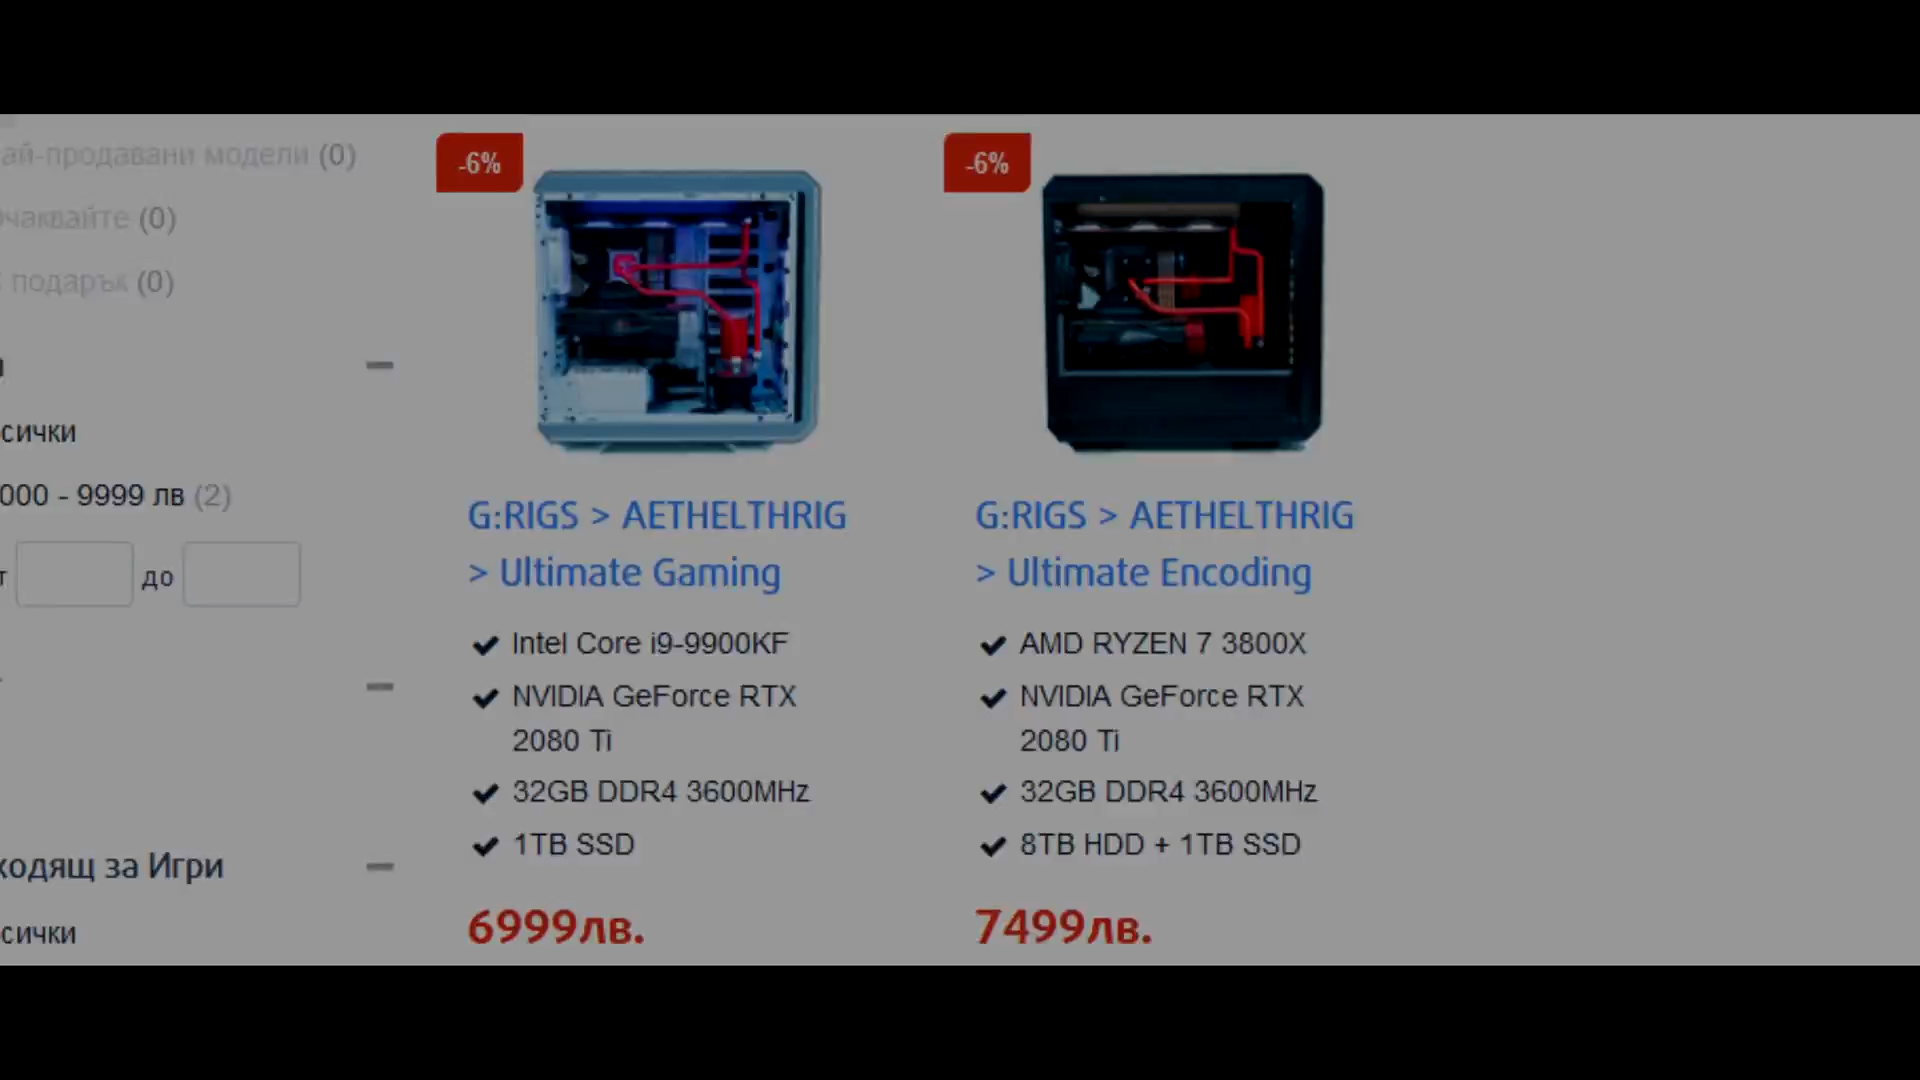 ай-продавани модели (0)
чаквайте (0)
подарък (0)
сички
000 - 9999 лв (2)
т до
ходящ за Игри
сички
-6%
G:RIGS > AETHELTHRIG
> Ultimate Gaming
Intel Core i9-9900KF
NVIDIA GeForce RTX
2080 Ti
32GB DDR4 3600MHz
1TB SSD
6999лв.
-6%
G:RIGS > AETHELTHRIG
> Ultimate Encoding
AMD RYZEN 7 3800X
NVIDIA GeForce RTX
2080 Ti
32GB DDR4 3600MHz
8TB HDD + 1TB SSD
7499лв.